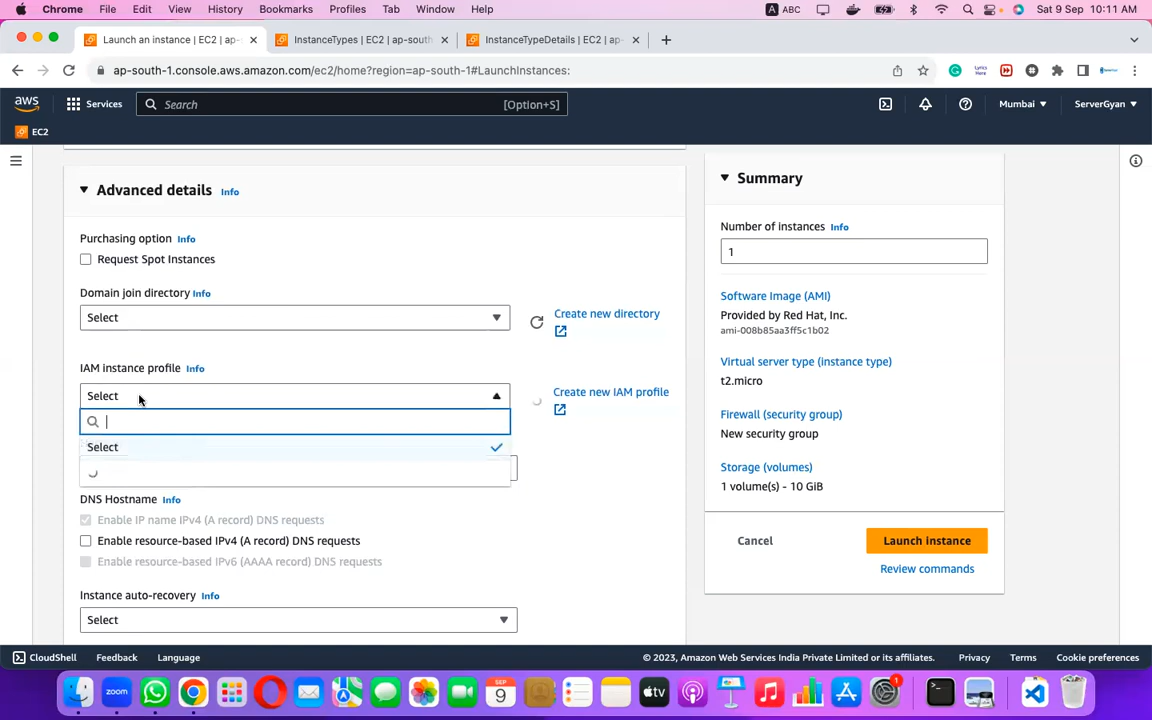 Chrome File Edit View History Bookmarks Profiles Tab Window Help A ABC Sat 9 Sep 10:11 AM
Launch an instance | EC2 | ap- InstanceTypes | EC2 | ap-south InstanceTypeDetails | EC2 | ap-
ap-south-1.console.aws.amazon.com/ec2/home?region=ap-south-1#LaunchInstances:
aws Services Search [Option+S] Mumbai ServerGyan
EC2
Advanced details Info
Purchasing option Info
Request Spot Instances
Domain join directory Info
Select
Create new directory
IAM instance profile Info
Select
Create new IAM profile
Select
DNS Hostname Info
Enable IP name IPv4 (A record) DNS requests
Enable resource-based IPv4 (A record) DNS requests
Enable resource-based IPv6 (AAAA record) DNS requests
Instance auto-recovery Info
Select
Summary
Number of instances Info
1
Software Image (AMI)
Provided by Red Hat, Inc.
ami-008b85aa3ff5c1b02
Virtual server type (instance type)
t2.micro
Firewall (security group)
New security group
Storage (volumes)
1 volume(s) - 10 GiB
Cancel Launch instance
Review commands
CloudShell Feedback Language © 2023, Amazon Web Services India Private Limited or its affiliates. Privacy Terms Cookie preferences
zoom SEP 9 tv 1